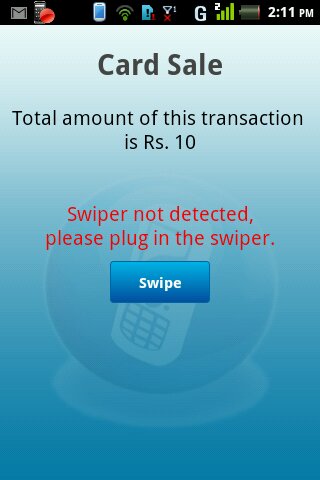 G 2:11 PM
Card Sale
Total amount of this transaction
is Rs. 10
Swiper not detected,
please plug in the swiper.
Swipe